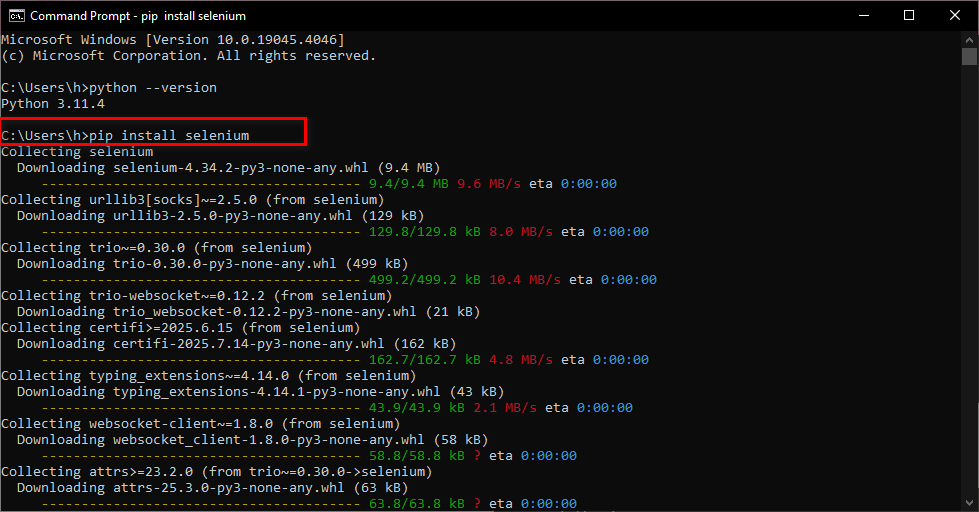 Command Prompt - pip  install selenium
Microsoft Windows [Version 10.0.19045.4046]
(c) Microsoft Corporation. All rights reserved.
C:\Users\h>python --version
Python 3.11.4
C:\Users\h>pip install selenium
Collecting selenium
  Downloading selenium-4.34.2-py3-none-any.whl (9.4 MB)
     ---------------------------------------- 9.4/9.4 MB 9.6 MB/s eta 0:00:00
Collecting urllib3[socks]~=2.5.0 (from selenium)
  Downloading urllib3-2.5.0-py3-none-any.whl (129 kB)
     ---------------------------------------- 129.8/129.8 kB 8.0 MB/s eta 0:00:00
Collecting trio~=0.30.0 (from selenium)
  Downloading trio-0.30.0-py3-none-any.whl (499 kB)
     ---------------------------------------- 499.2/499.2 kB 10.4 MB/s eta 0:00:00
Collecting trio-websocket~=0.12.2 (from selenium)
  Downloading trio_websocket-0.12.2-py3-none-any.whl (21 kB)
Collecting certifi>=2025.6.15 (from selenium)
  Downloading certifi-2025.7.14-py3-none-any.whl (162 kB)
     ---------------------------------------- 162.7/162.7 kB 4.8 MB/s eta 0:00:00
Collecting typing_extensions~=4.14.0 (from selenium)
  Downloading typing_extensions-4.14.1-py3-none-any.whl (43 kB)
     ---------------------------------------- 43.9/43.9 kB 2.1 MB/s eta 0:00:00
Collecting websocket-client~=1.8.0 (from selenium)
  Downloading websocket_client-1.8.0-py3-none-any.whl (58 kB)
     ---------------------------------------- 58.8/58.8 kB ? eta 0:00:00
Collecting attrs>=23.2.0 (from trio~=0.30.0->selenium)
  Downloading attrs-25.3.0-py3-none-any.whl (63 kB)
     ---------------------------------------- 63.8/63.8 kB ? eta 0:00:00